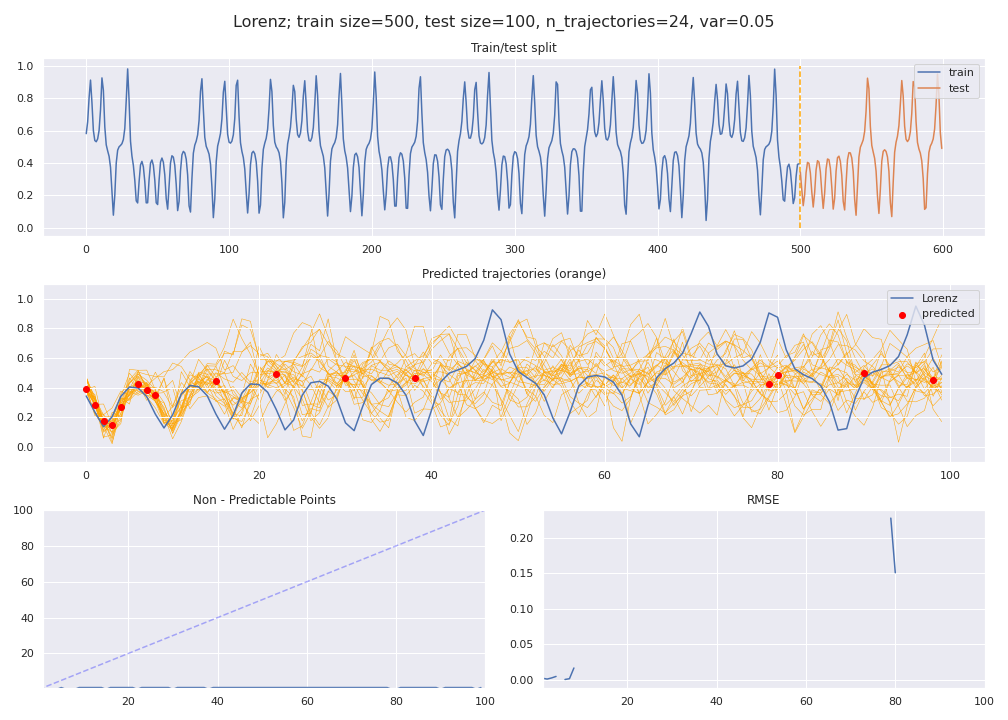 Lorenz; train size=500, test size=100, n_trajectories=24, var=0.05
Train/test split
1.0
0.8
0.6
0.4
0.2
0.0
train
test
0 100 200 300 400 500 600
Predicted trajectories (orange)
1.0
0.8
0.6
0.4
0.2
0.0
Lorenz
predicted
0 20 40 60 80 100
Non - Predictable Points
100
80
60
40
20
20 40 60 80 100
RMSE
0.20
0.15
0.10
0.05
0.00
20 40 60 80 100